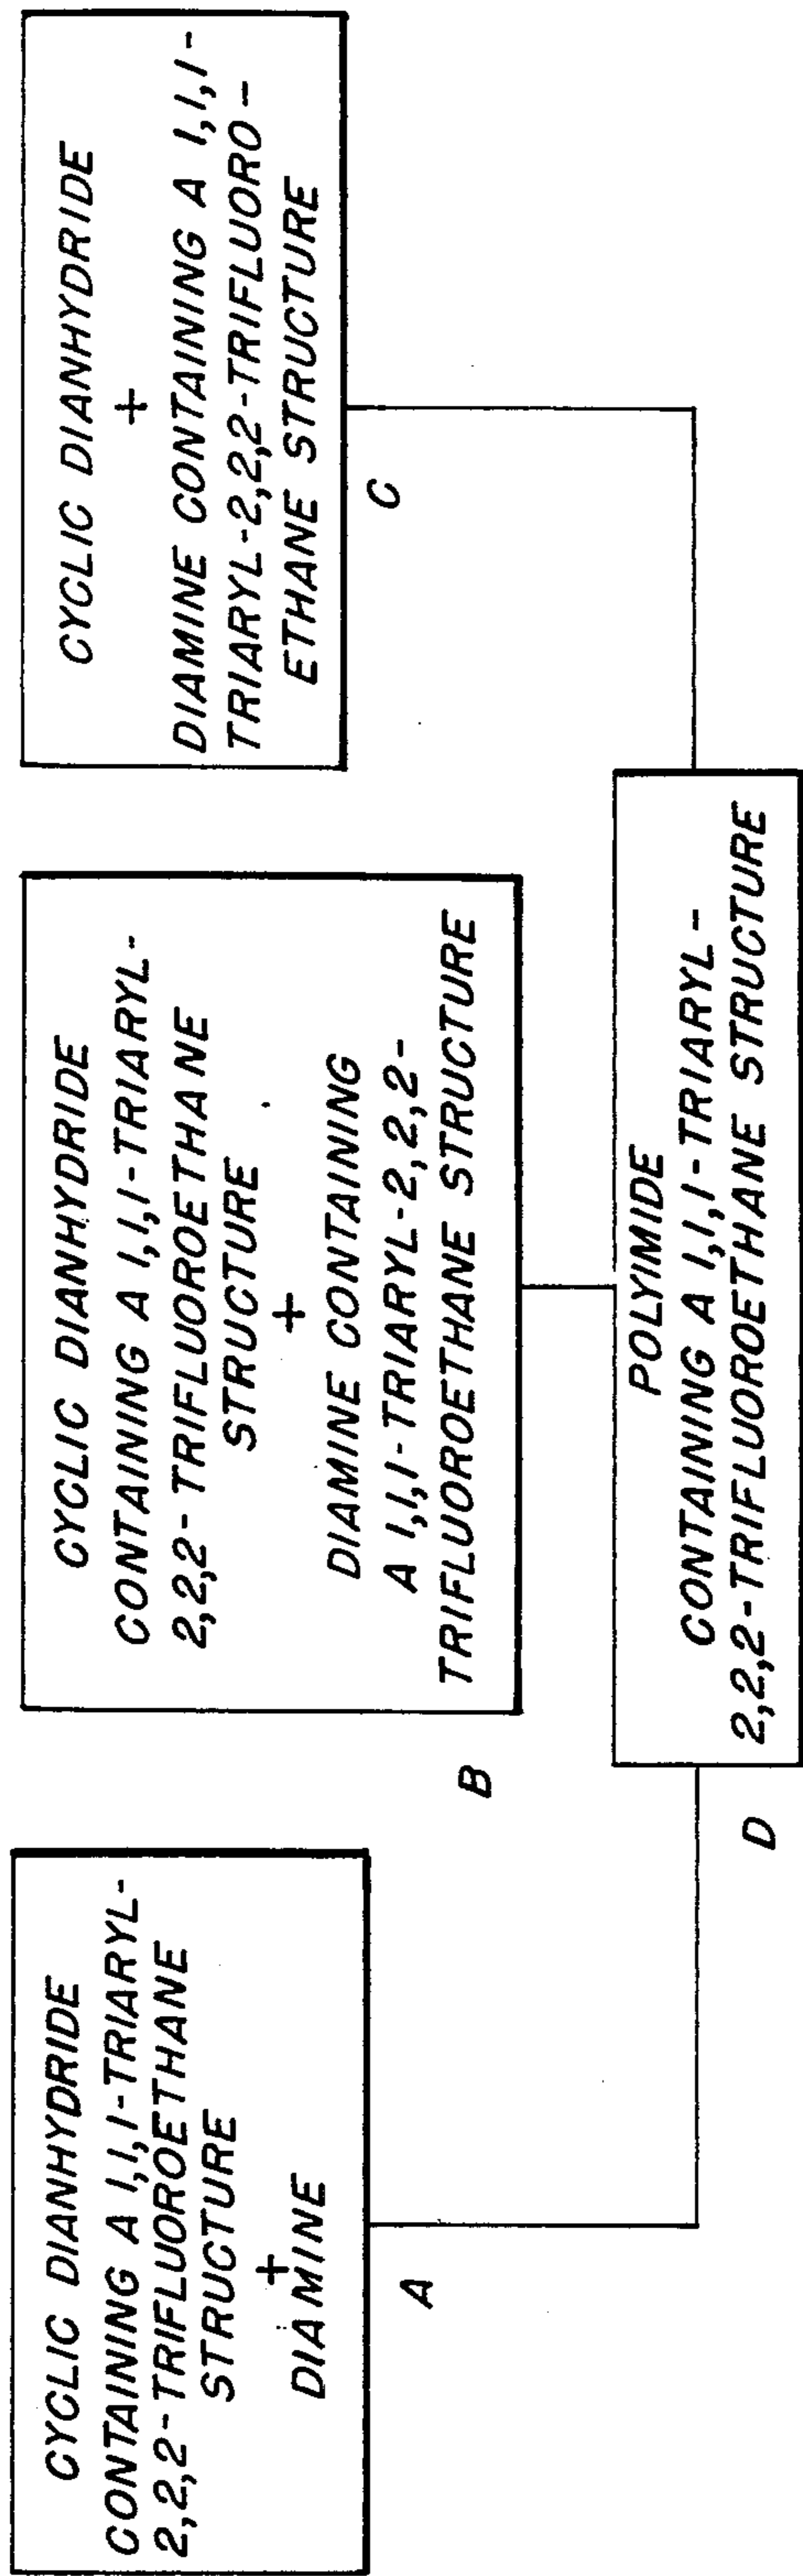 CYCLIC DIANHYDRIDE
CONTAINING A 1,1,1-TRIARYL-
2,2,2-TRIFLUOROETHANE
STRUCTURE
+
DIAMINE
A
CYCLIC DIANHYDRIDE
CONTAINING A 1,1,1-TRIARYL-
2,2,2-TRIFLUOROETHANE
STRUCTURE
+
DIAMINE CONTAINING
A 1,1,1-TRIARYL-2,2,2-
TRIFLUOROETHANE STRUCTURE
B
CYCLIC DIANHYDRIDE
+
DIAMINE CONTAINING A 1,1,1-
TRIARYL-2,2,2-TRIFLUORO-
ETHANE STRUCTURE
C
POLYIMIDE
CONTAINING A 1,1,1-TRIARYL-
2,2,2-TRIFLUOROETHANE STRUCTURE
D